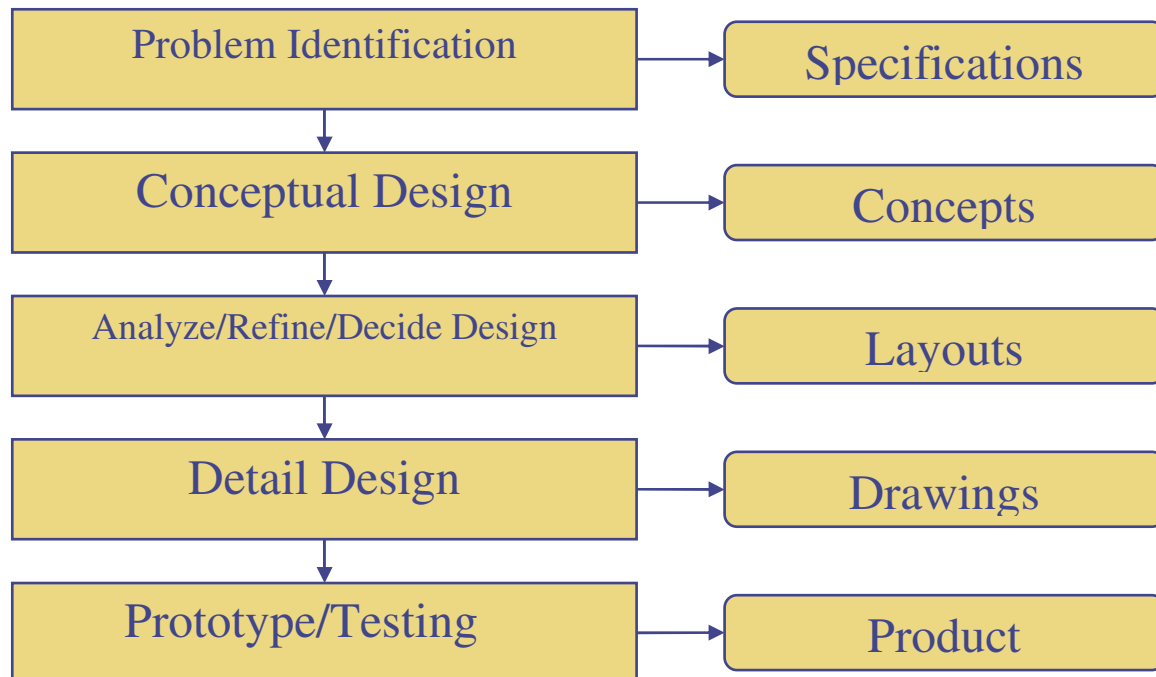 Problem Identification
Specifications
Conceptual Design
Concepts
Analyze/Refine/Decide Design
Layouts
Detail Design
Drawings
Prototype/Testing
Product